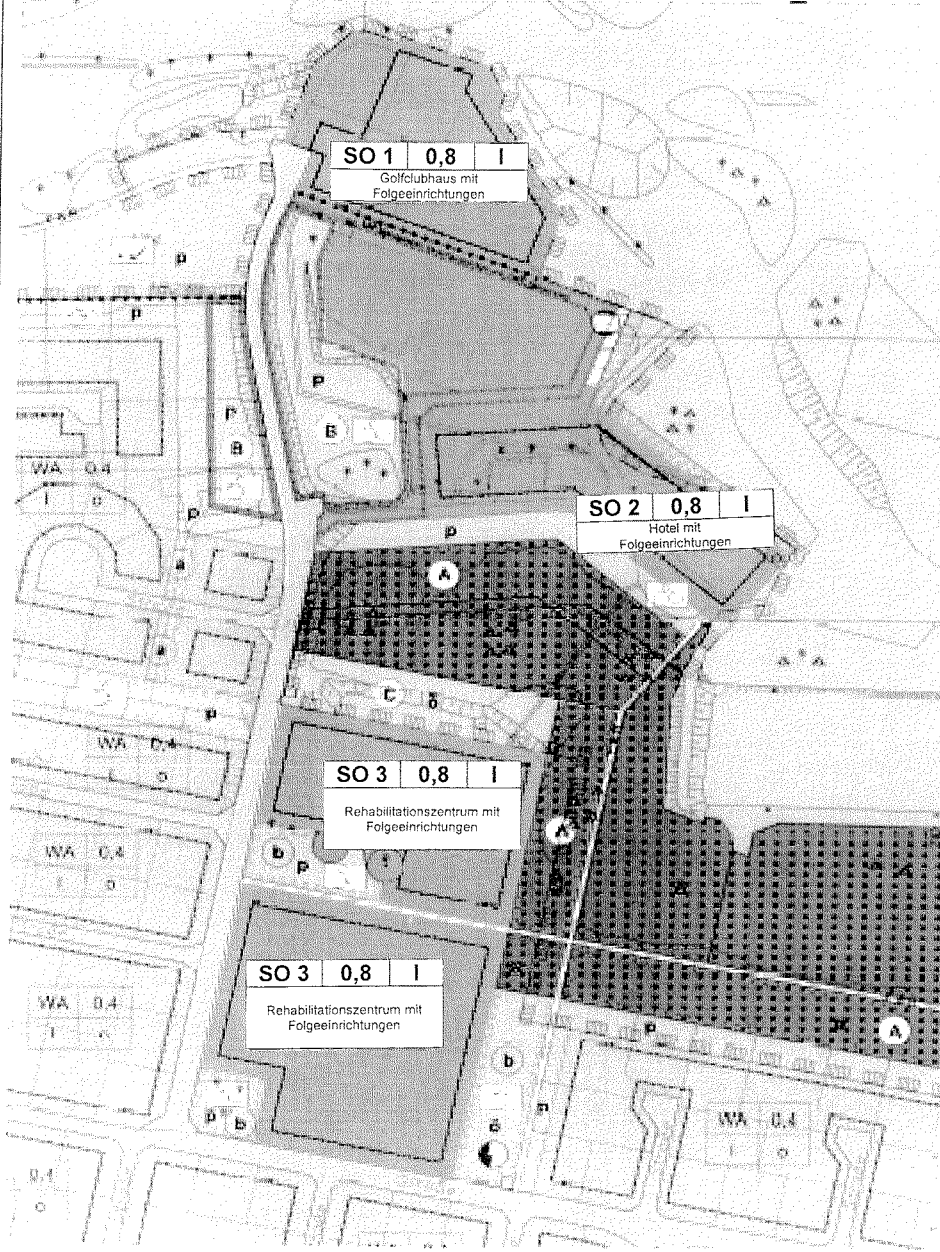 SO 1 0,8 I
Golfclubhaus mit
Folgeeinrichtungen
p
p
P
B
B
WA 0.4
I o
p
a
SO 2 0,8 I
Hotel mit
Folgeeinrichtungen
p
A
a
C ö
p
WA 0.4
o
SO 3 0,8 I
Rehabilitationszentrum mit
Folgeeinrichtungen
A
WA 0.4
I o
b
p
SO 3 0,8 I
Rehabilitationszentrum mit
Folgeeinrichtungen
WA 0.4
I o
A
p
b
p b
ö
WA 0.4
I o
0.4
o